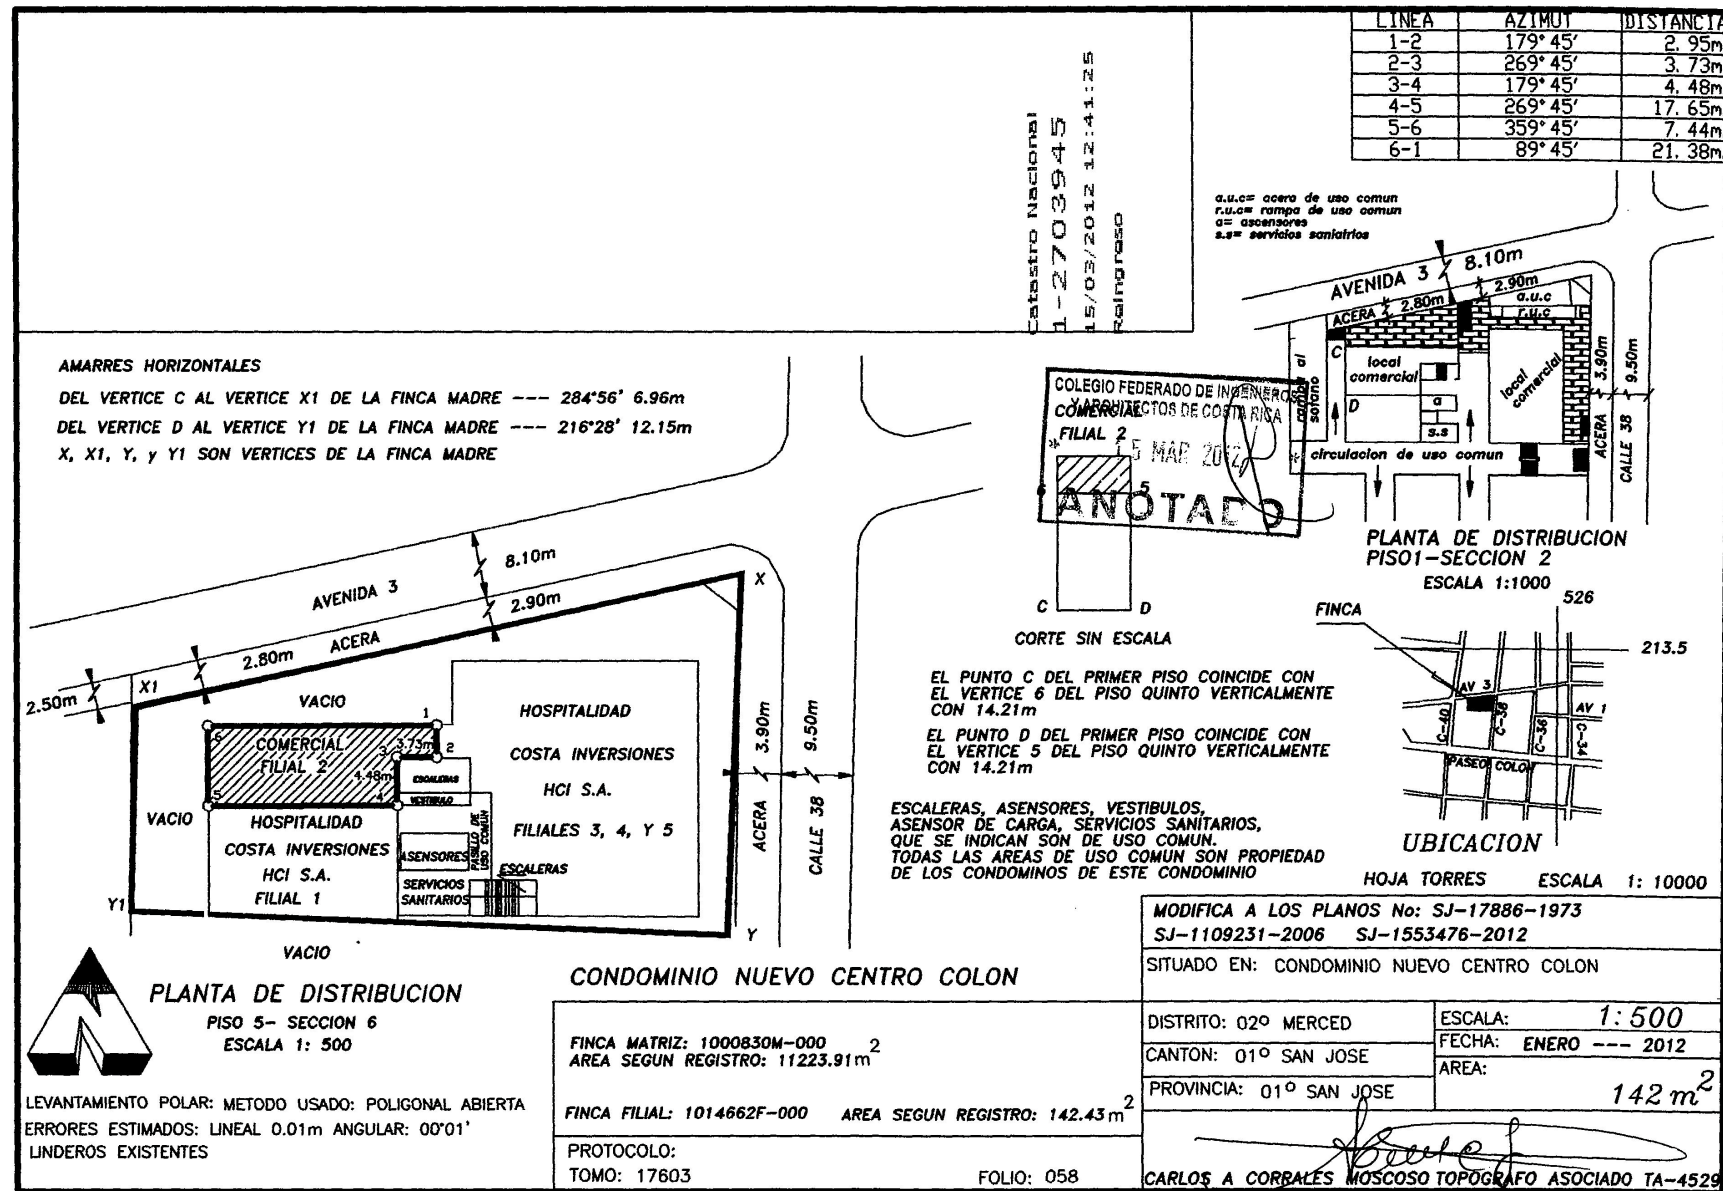 LINEA AZIMUT DISTANCIA
1-2 179°45' 2.95m
2-3 269°45' 3.73m
3-4 179°45' 4.48m
4-5 269°45' 17.65m
5-6 359°45' 7.44m
6-1 89°45' 21.38m
Catastro Nacional
1-2703945
15/03/2012 12:41:25
Reingreso
a.u.c= acera de uso comun
r.u.c= rampa de uso comun
a= ascensores
s.s= servicios saniatrios
AVENIDA 3
8.10m
ACERA
2.80m
2.90m
a.u.c
r.u.c
rampa al
sotano
C
local
comercial
D
a
s.s
local
comercial
circulacion de uso comun
ACERA 3.90m
CALLE 38 9.50m
PLANTA DE DISTRIBUCION
PISO1-SECCION 2
ESCALA 1:1000
AMARRES HORIZONTALES
DEL VERTICE C AL VERTICE X1 DE LA FINCA MADRE --- 284°56' 6.96m
DEL VERTICE D AL VERTICE Y1 DE LA FINCA MADRE --- 216°28' 12.15m
X, X1, Y, y Y1 SON VERTICES DE LA FINCA MADRE
COLEGIO FEDERADO DE INGENIEROS
Y ARQUITECTOS DE COSTA RICA
COMERCIAL
FILIAL 2
15 MAR 2012
6
5
ANOTADO
C
D
CORTE SIN ESCALA
EL PUNTO C DEL PRIMER PISO COINCIDE CON
EL VERTICE 6 DEL PISO QUINTO VERTICALMENTE
CON 14.21m
EL PUNTO D DEL PRIMER PISO COINCIDE CON
EL VERTICE 5 DEL PISO QUINTO VERTICALMENTE
CON 14.21m
ESCALERAS, ASENSORES, VESTIBULOS,
ASENSOR DE CARGA, SERVICIOS SANITARIOS,
QUE SE INDICAN SON DE USO COMUN.
TODAS LAS AREAS DE USO COMUN SON PROPIEDAD
DE LOS CONDOMINOS DE ESTE CONDOMINIO
526
FINCA
213.5
AV 3
AV 1
C-40
C-38
C-36
C-34
PASEO COLON
UBICACION
HOJA TORRES ESCALA 1: 10000
8.10m
AVENIDA 3
2.90m
ACERA
2.80m
2.50m
X1
X
VACIO
1
HOSPITALIDAD
COSTA INVERSIONES
HCI S.A.
FILIALES 3, 4, Y 5
6
COMERCIAL
FILIAL 2
3
3.73m
2
4.48m
ESCALERAS
5
4
VESTIBULO
VACIO
HOSPITALIDAD
COSTA INVERSIONES
HCI S.A.
FILIAL 1
PASILLO DE
USO COMUN
ASENSORES
ESCALERAS
SERVICIOS
SANITARIOS
ACERA 3.90m
CALLE 38 9.50m
Y1
Y
VACIO
PLANTA DE DISTRIBUCION
PISO 5- SECCION 6
ESCALA 1: 500
LEVANTAMIENTO POLAR: METODO USADO: POLIGONAL ABIERTA
ERRORES ESTIMADOS: LINEAL 0.01m ANGULAR: 00°01'
LINDEROS EXISTENTES
CONDOMINIO NUEVO CENTRO COLON
FINCA MATRIZ: 1000830M-000
AREA SEGUN REGISTRO: 11223.91m2
FINCA FILIAL: 1014662F-000 AREA SEGUN REGISTRO: 142.43m2
PROTOCOLO:
TOMO: 17603 FOLIO: 058
MODIFICA A LOS PLANOS No: SJ-17886-1973
SJ-1109231-2006 SJ-1553476-2012
SITUADO EN: CONDOMINIO NUEVO CENTRO COLON
DISTRITO: 02º MERCED
CANTON: 01º SAN JOSE
PROVINCIA: 01º SAN JOSE
ESCALA: 1:500
FECHA: ENERO --- 2012
AREA: 142 m2
CARLOS A CORRALES MOSCOSO TOPOGRAFO ASOCIADO TA-4529